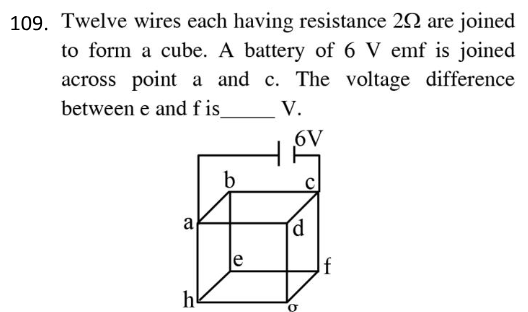 109. Twelve wires each having resistance 2Ω are joined
to form a cube. A battery of 6 V emf is joined
across point a and c. The voltage difference
between e and f is_____ V.
6V
b
c
a
d
e
f
h
g